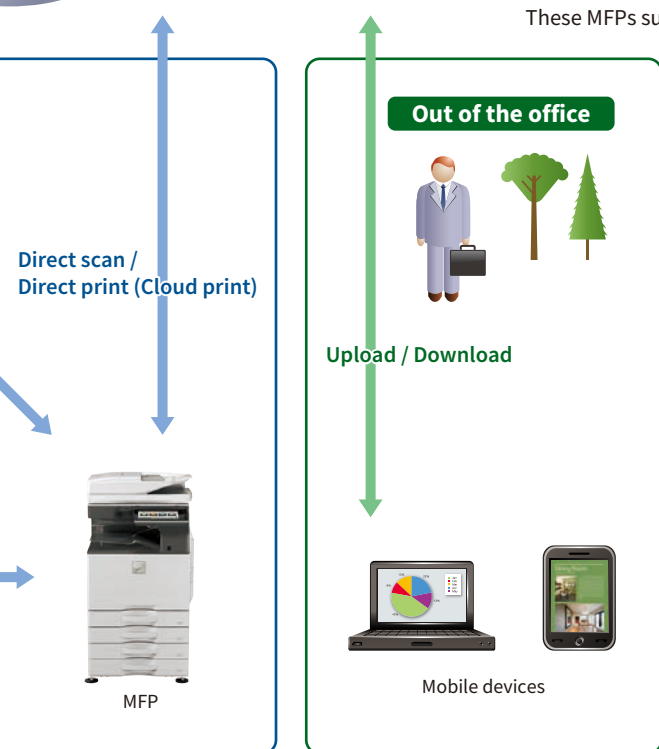 These MFPs su
Out of the office
Direct scan /
Direct print (Cloud print)
Upload / Download
MFP
Mobile devices